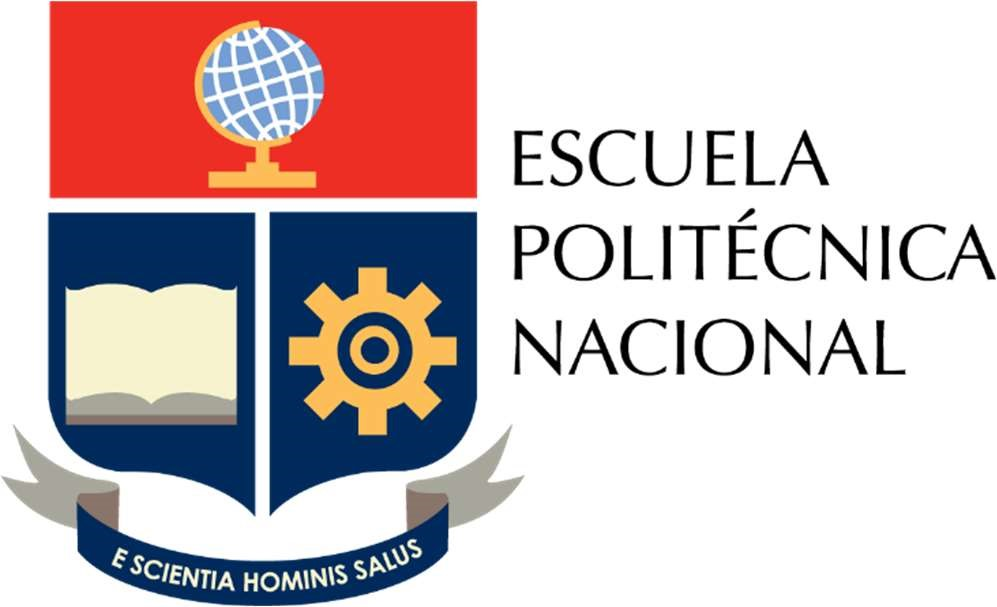 ESCUELA
POLITÉCNICA
NACIONAL
E SCIENTIA HOMINIS SALUS